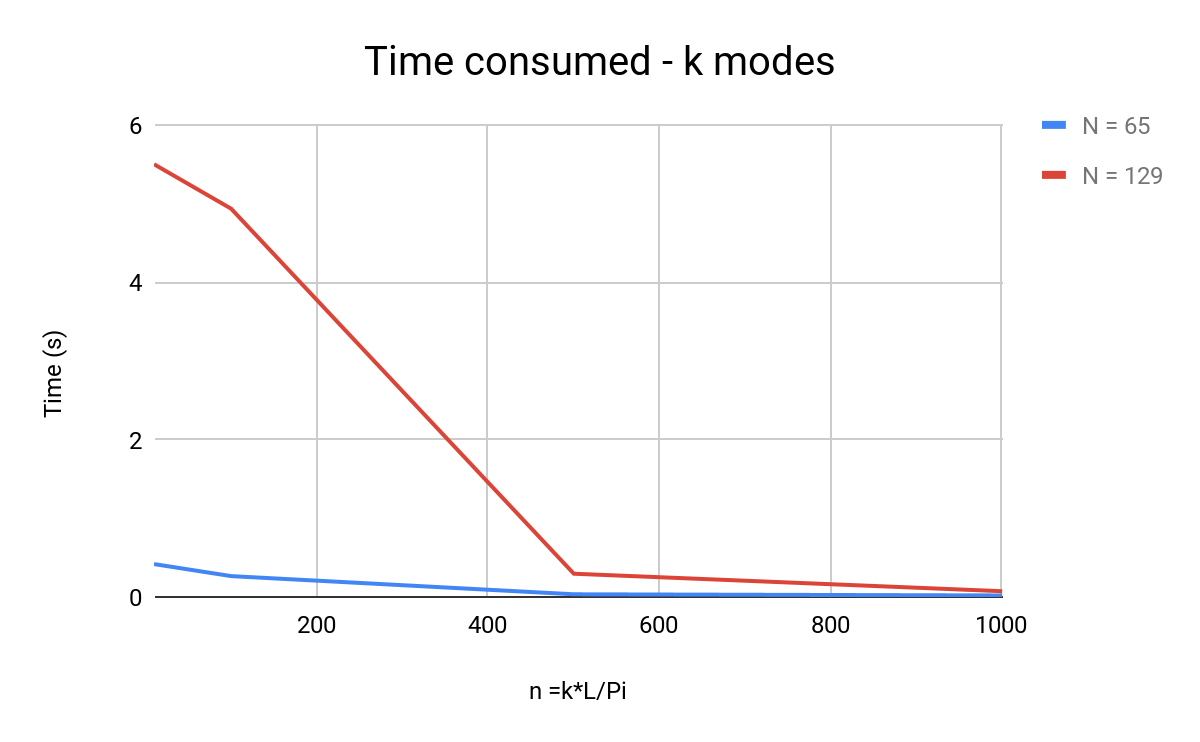 Time consumed - k modes
N = 65
N = 129
Time (s)
6
4
2
0
200 400 600 800 1000
n =k*L/Pi